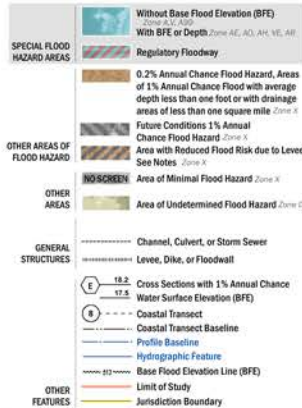 Without Base Flood Elevation (BFE)
Zone A,V, A99
With BFE or Depth Zone AE, AO, AH, VE, AR
SPECIAL FLOOD
HAZARD AREAS
Regulatory Floodway
0.2% Annual Chance Flood Hazard, Areas
of 1% Annual Chance Flood with average
depth less than one foot or with drainage
areas of less than one square mile Zone X
Future Conditions 1% Annual
Chance Flood Hazard Zone X
OTHER AREAS OF
FLOOD HAZARD
Area with Reduced Flood Risk due to Levee
See Notes Zone X
NO SCREEN Area of Minimal Flood Hazard Zone X
OTHER
AREAS
Area of Undetermined Flood Hazard Zone D
GENERAL
STRUCTURES
Channel, Culvert, or Storm Sewer
Levee, Dike, or Floodwall
E 18.2 Cross Sections with 1% Annual Chance
17.5 Water Surface Elevation (BFE)
8 Coastal Transect
Coastal Transect Baseline
Profile Baseline
Hydrographic Feature
513 Base Flood Elevation Line (BFE)
OTHER
FEATURES
Limit of Study
Jurisdiction Boundary